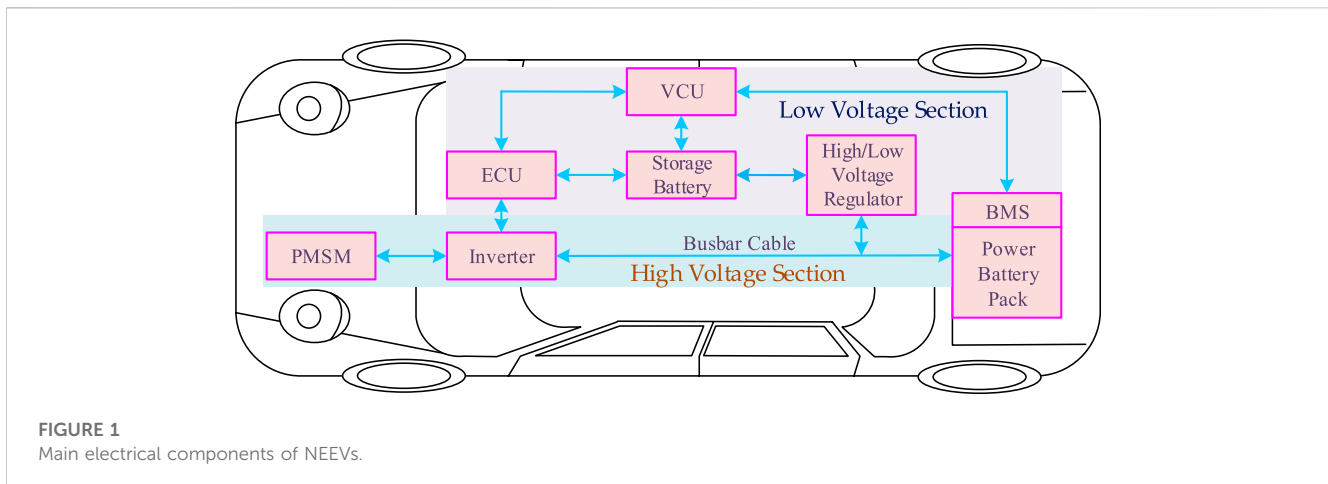 VCU
Low Voltage Section
ECU
Storage
Battery
High/Low
Voltage
Regulator
BMS
PMSM
Inverter
Busbar Cable
High Voltage Section
Power
Battery
Pack
FIGURE 1
Main electrical components of NEEVs.